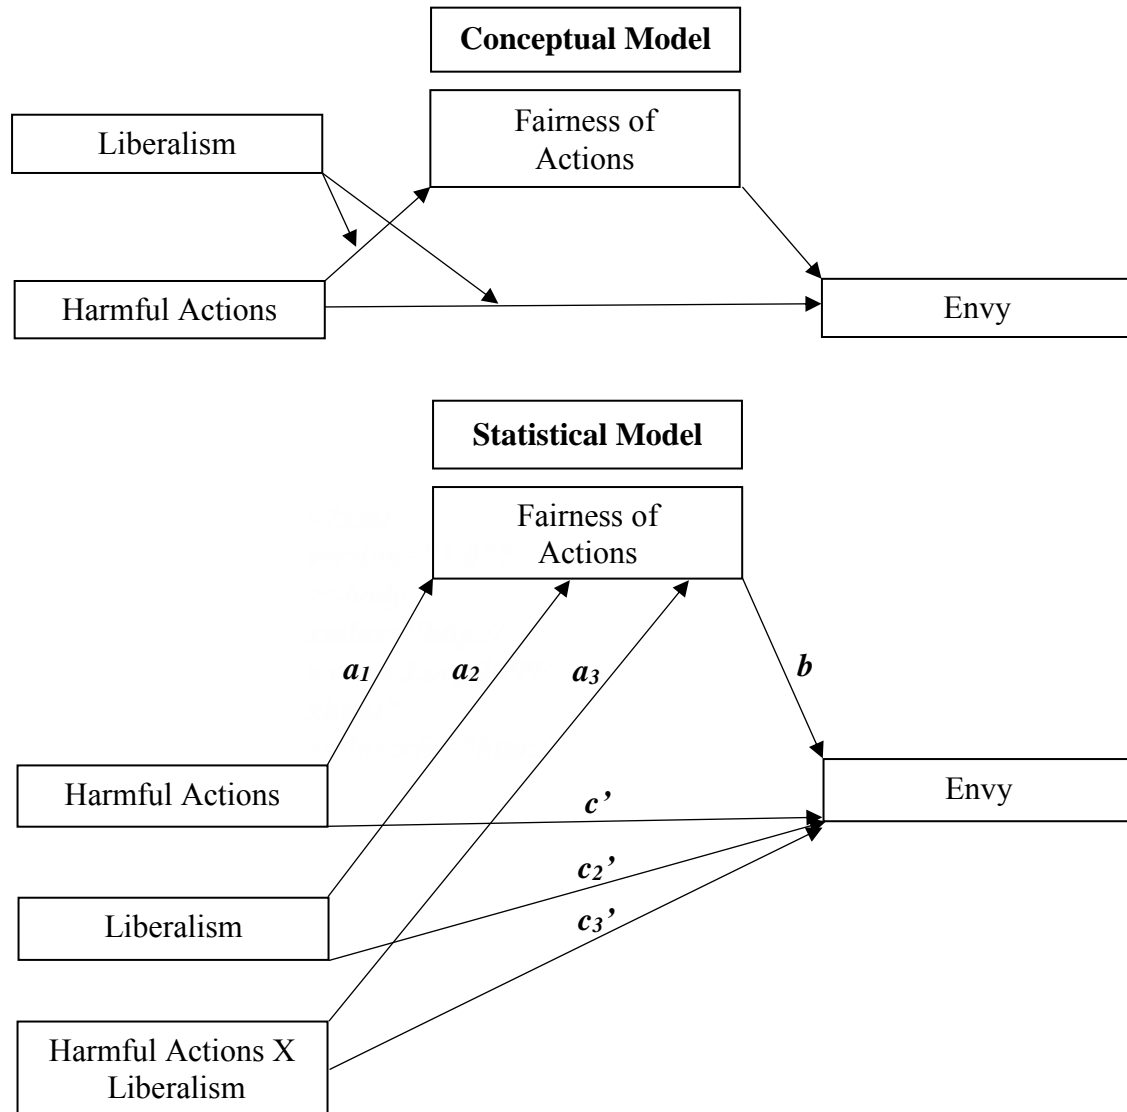 Conceptual Model
Fairness of
Actions
Liberalism
Harmful Actions
Envy
Statistical Model
Fairness of
Actions
a1 a2 a3 b
Harmful Actions
c’
Envy
c2’
Liberalism
c3’
Harmful Actions X
Liberalism